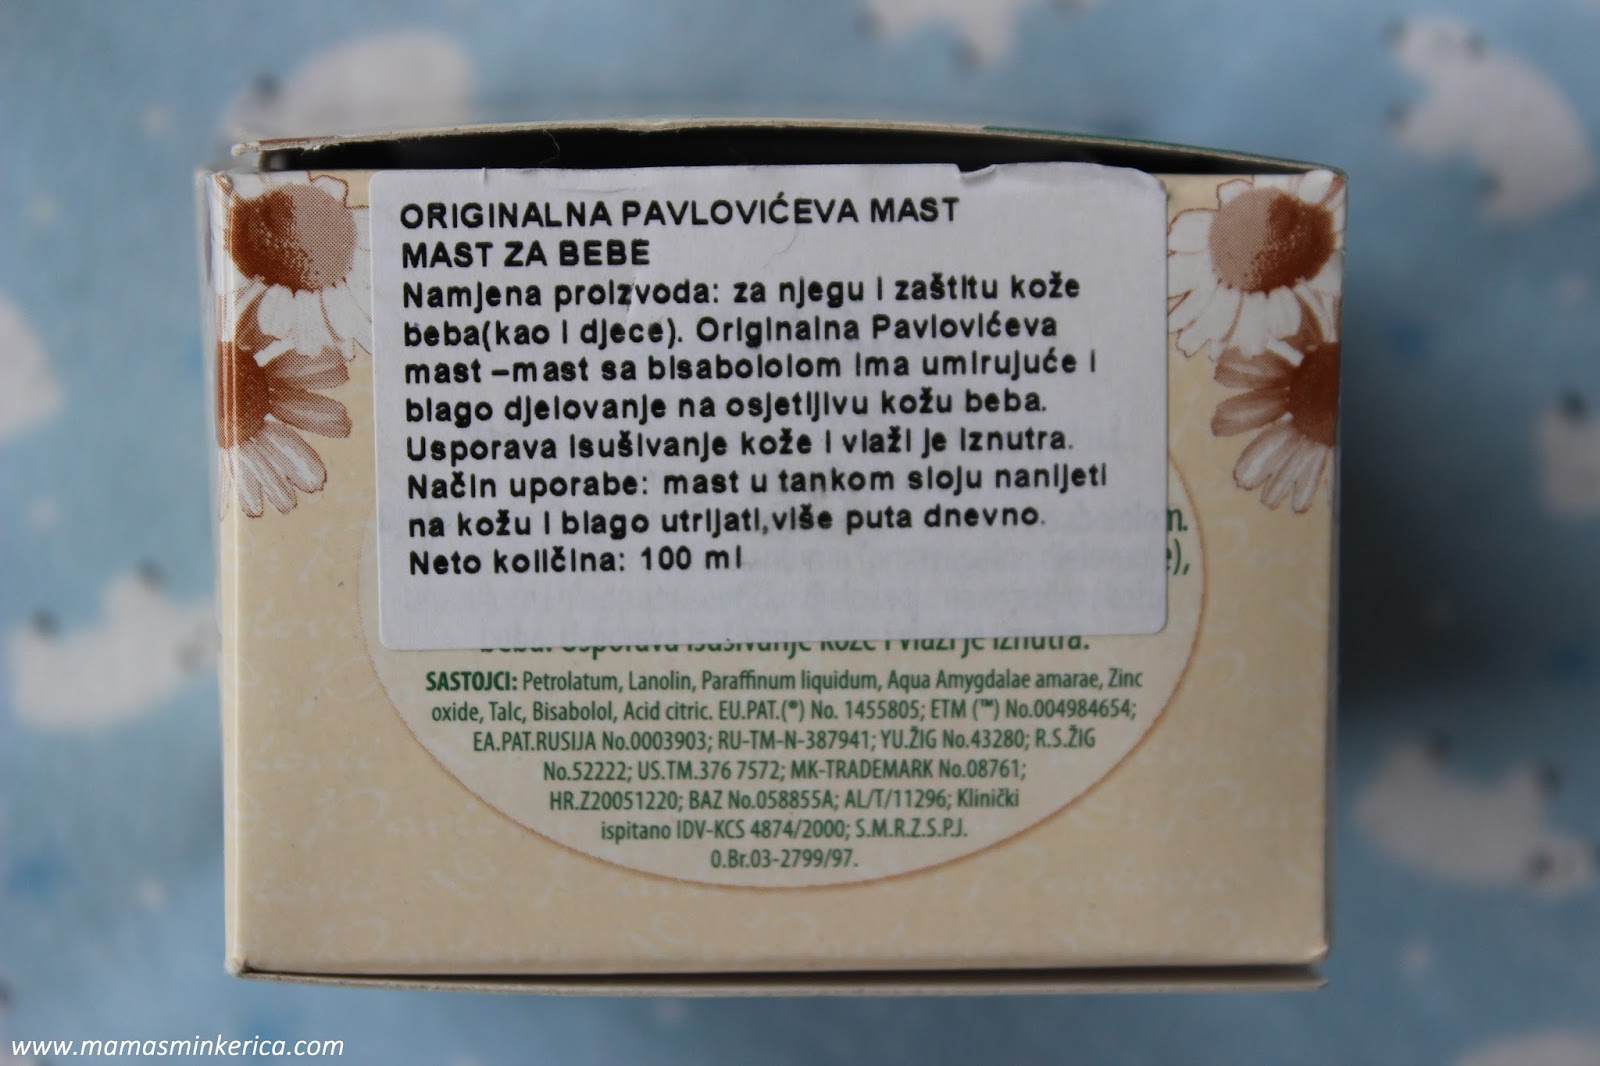 ORIGINALNA PAVLOVIĆEVA MAST
MAST ZA BEBE
Namjena proizvoda: za njegu i zaštitu kože
beba(kao i djece). Originalna Pavlovićeva
mast –mast sa bisabololom ima umirujuće i
blago djelovanje na osjetljivu kožu beba.
Usporava isušivanje kože i vlaži je iznutra.
Način uporabe: mast u tankom sloju nanijeti
na kožu i blago utrljati,više puta dnevno.
Neto količina: 100 ml
beba. Usporava isušivanje kože i vlaži je iznutra.
SASTOJCI: Petrolatum, Lanolin, Paraffinum liquidum, Aqua Amygdalae amarae, Zinc
oxide, Talc, Bisabolol, Acid citric. EU.PAT.(®) No. 1455805; ETM (™) No.004984654;
EA.PAT.RUSIJA No.0003903; RU-TM-N-387941; YU.ŽIG No.43280; R.S.ŽIG
No.52222; US.TM.376 7572; MK-TRADEMARK No.08761;
HR.Z20051220; BAZ No.058855A; AL/T/11296; Klinički
ispitano IDV-KCS 4874/2000; S.M.R.Z.S.P.J.
0.Br.03-2799/97.
www.mamasminkerica.com